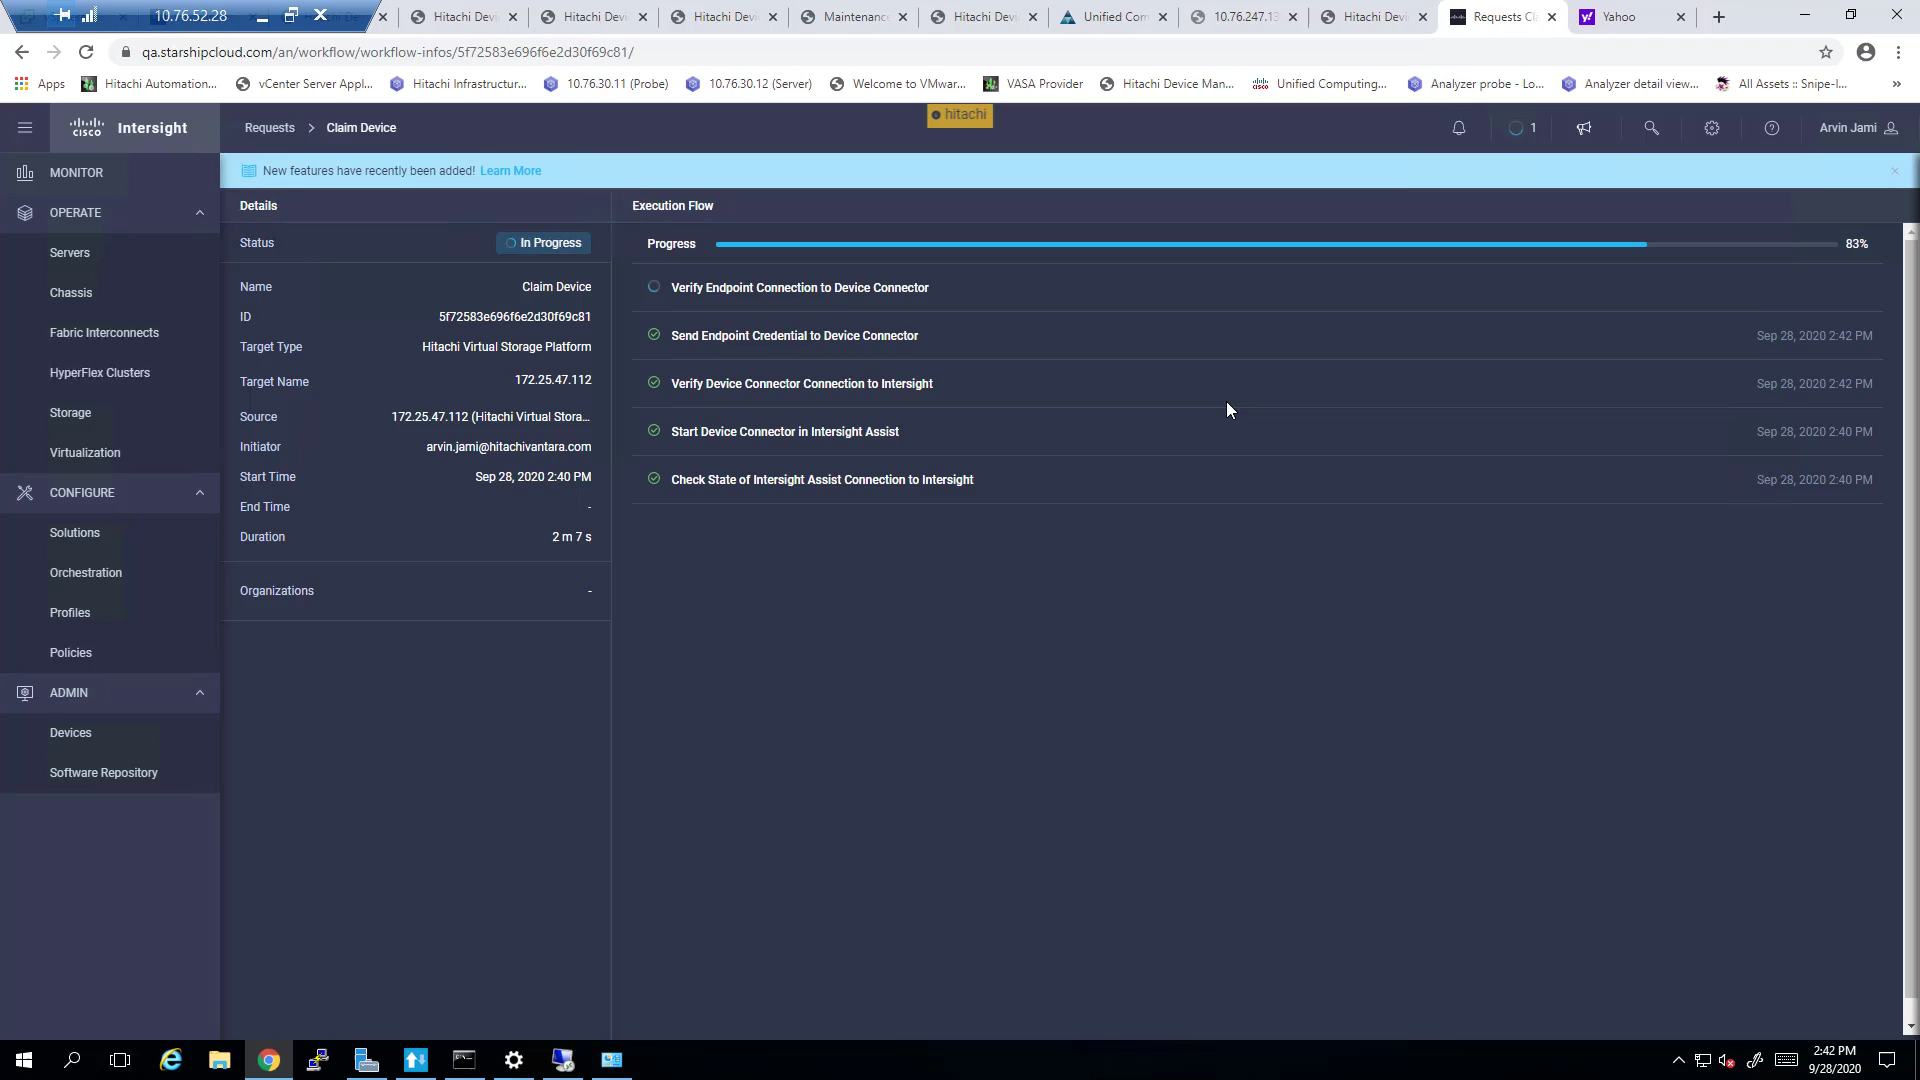 10.76.52.28
Hitachi Devi
Hitachi Devi
Hitachi Devi
Maintenance
Hitachi Devi
Unified Com
10.76.247.13
Hitachi Devi
Requests Cl
Yahoo
qa.starshipcloud.com/an/workflow/workflow-infos/5f72583e696f6e2d30f69c81/
Apps
Hitachi Automation...
vCenter Server Appl...
Hitachi Infrastructur...
10.76.30.11 (Probe)
10.76.30.12 (Server)
Welcome to VMwar...
VASA Provider
Hitachi Device Man...
Unified Computing...
Analyzer probe - Lo...
Analyzer detail view...
All Assets :: Snipe-I...
»
CISCO Intersight
Requests > Claim Device
hitachi
1
Arvin Jami
New features have recently been added! Learn More
MONITOR
OPERATE
Servers
Chassis
Fabric Interconnects
HyperFlex Clusters
Storage
Virtualization
CONFIGURE
Solutions
Orchestration
Profiles
Policies
ADMIN
Devices
Software Repository
Details
Status In Progress
Name Claim Device
ID 5f72583e696f6e2d30f69c81
Target Type Hitachi Virtual Storage Platform
Target Name 172.25.47.112
Source 172.25.47.112 (Hitachi Virtual Stora...
Initiator arvin.jami@hitachivantara.com
Start Time Sep 28, 2020 2:40 PM
End Time -
Duration 2 m 7 s
Organizations -
Execution Flow
Progress 83%
Verify Endpoint Connection to Device Connector
Send Endpoint Credential to Device Connector Sep 28, 2020 2:42 PM
Verify Device Connector Connection to Intersight Sep 28, 2020 2:42 PM
Start Device Connector in Intersight Assist Sep 28, 2020 2:40 PM
Check State of Intersight Assist Connection to Intersight Sep 28, 2020 2:40 PM
2:42 PM
9/28/2020